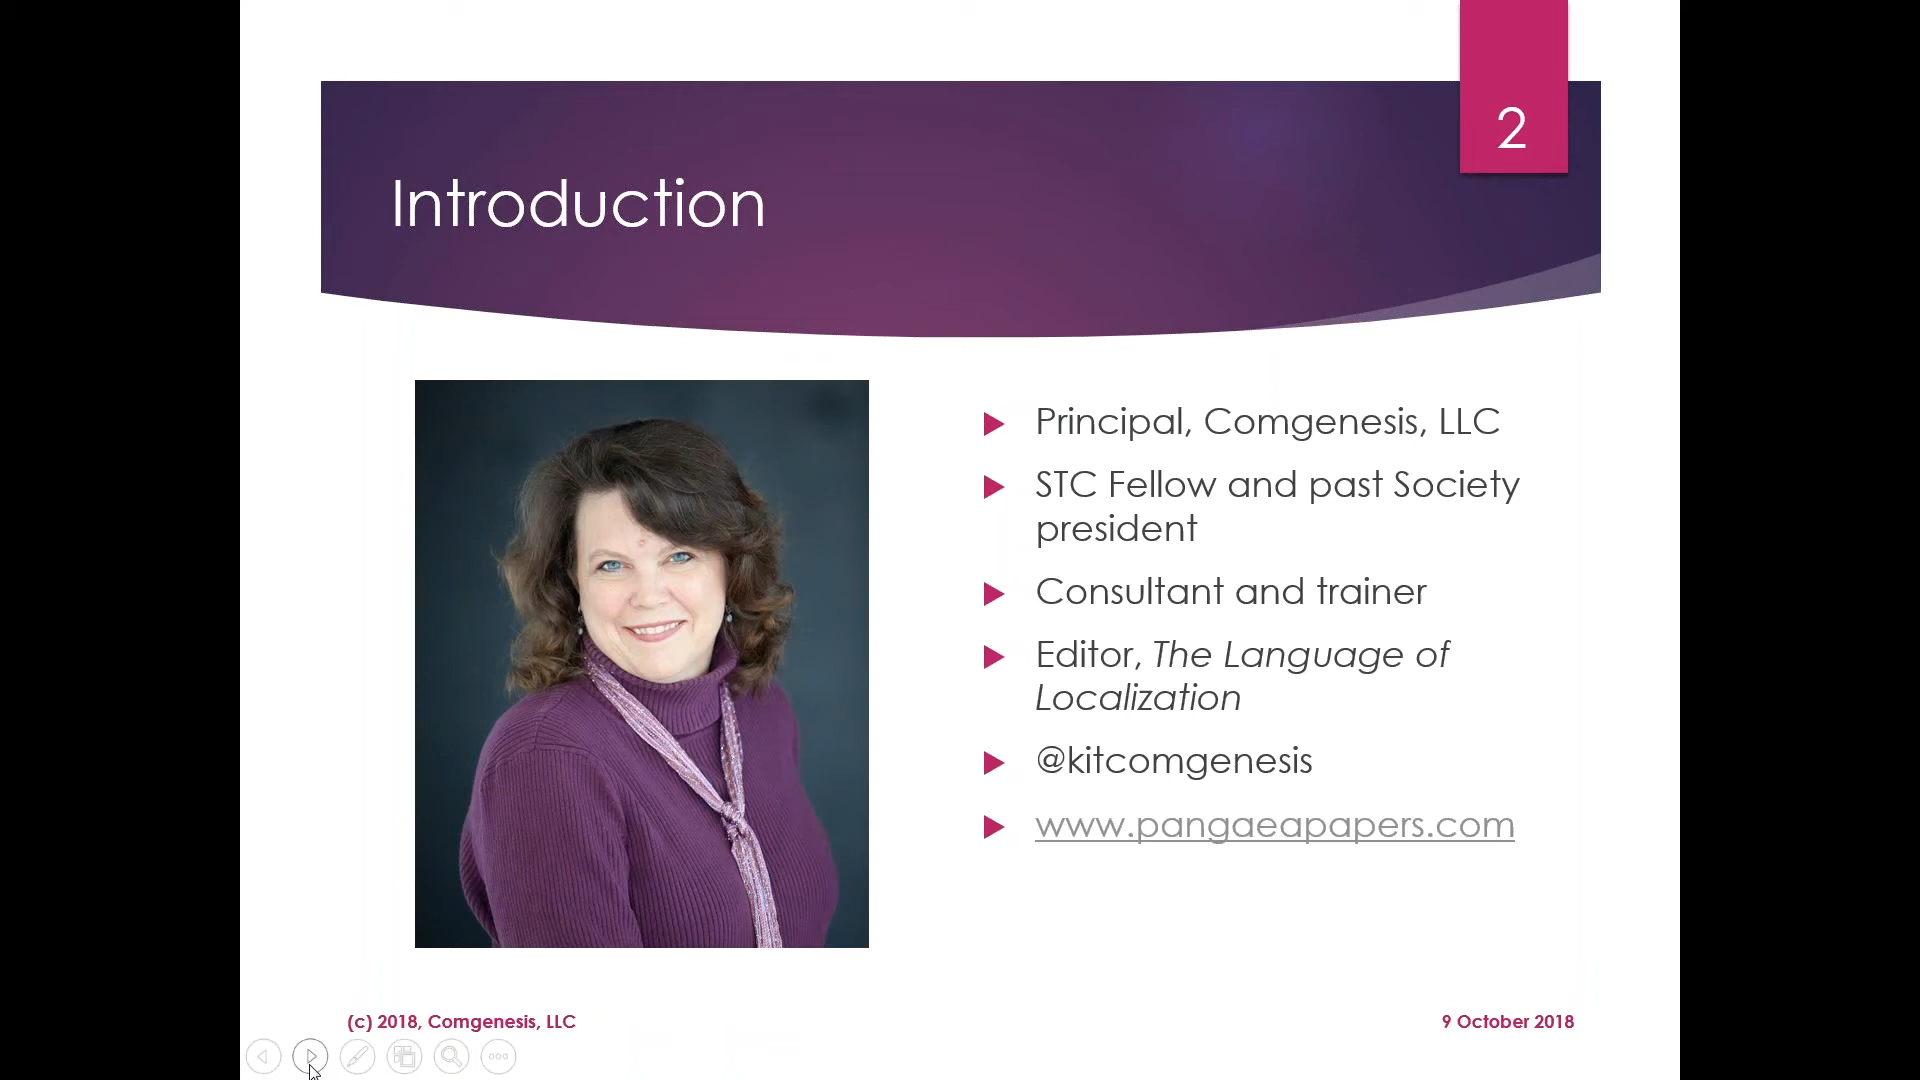 2
Introduction
Principal, Comgenesis, LLC
STC Fellow and past Society
president
Consultant and trainer
Editor, The Language of
Localization
@kitcomgenesis
www.pangaeapapers.com
(c) 2018, Comgenesis, LLC
9 October 2018